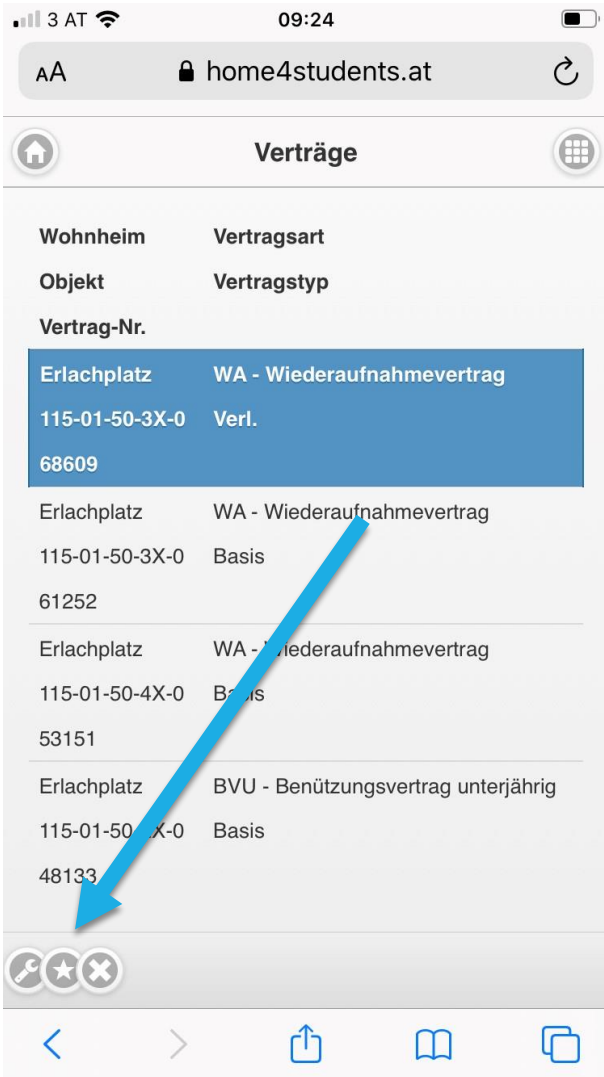 3 AT 09:24
AA home4students.at
Verträge
Wohnheim Vertragsart
Objekt Vertragstyp
Vertrag-Nr.
Erlachplatz WA - Wiederaufnahmevertrag
115-01-50-3X-0 Verl.
68609
Erlachplatz WA - Wiederaufnahmevertrag
115-01-50-3X-0 Basis
61252
Erlachplatz WA - Wiederaufnahmevertrag
115-01-50-4X-0 Basis
53151
Erlachplatz BVU - Benützungsvertrag unterjährig
Basis
48133